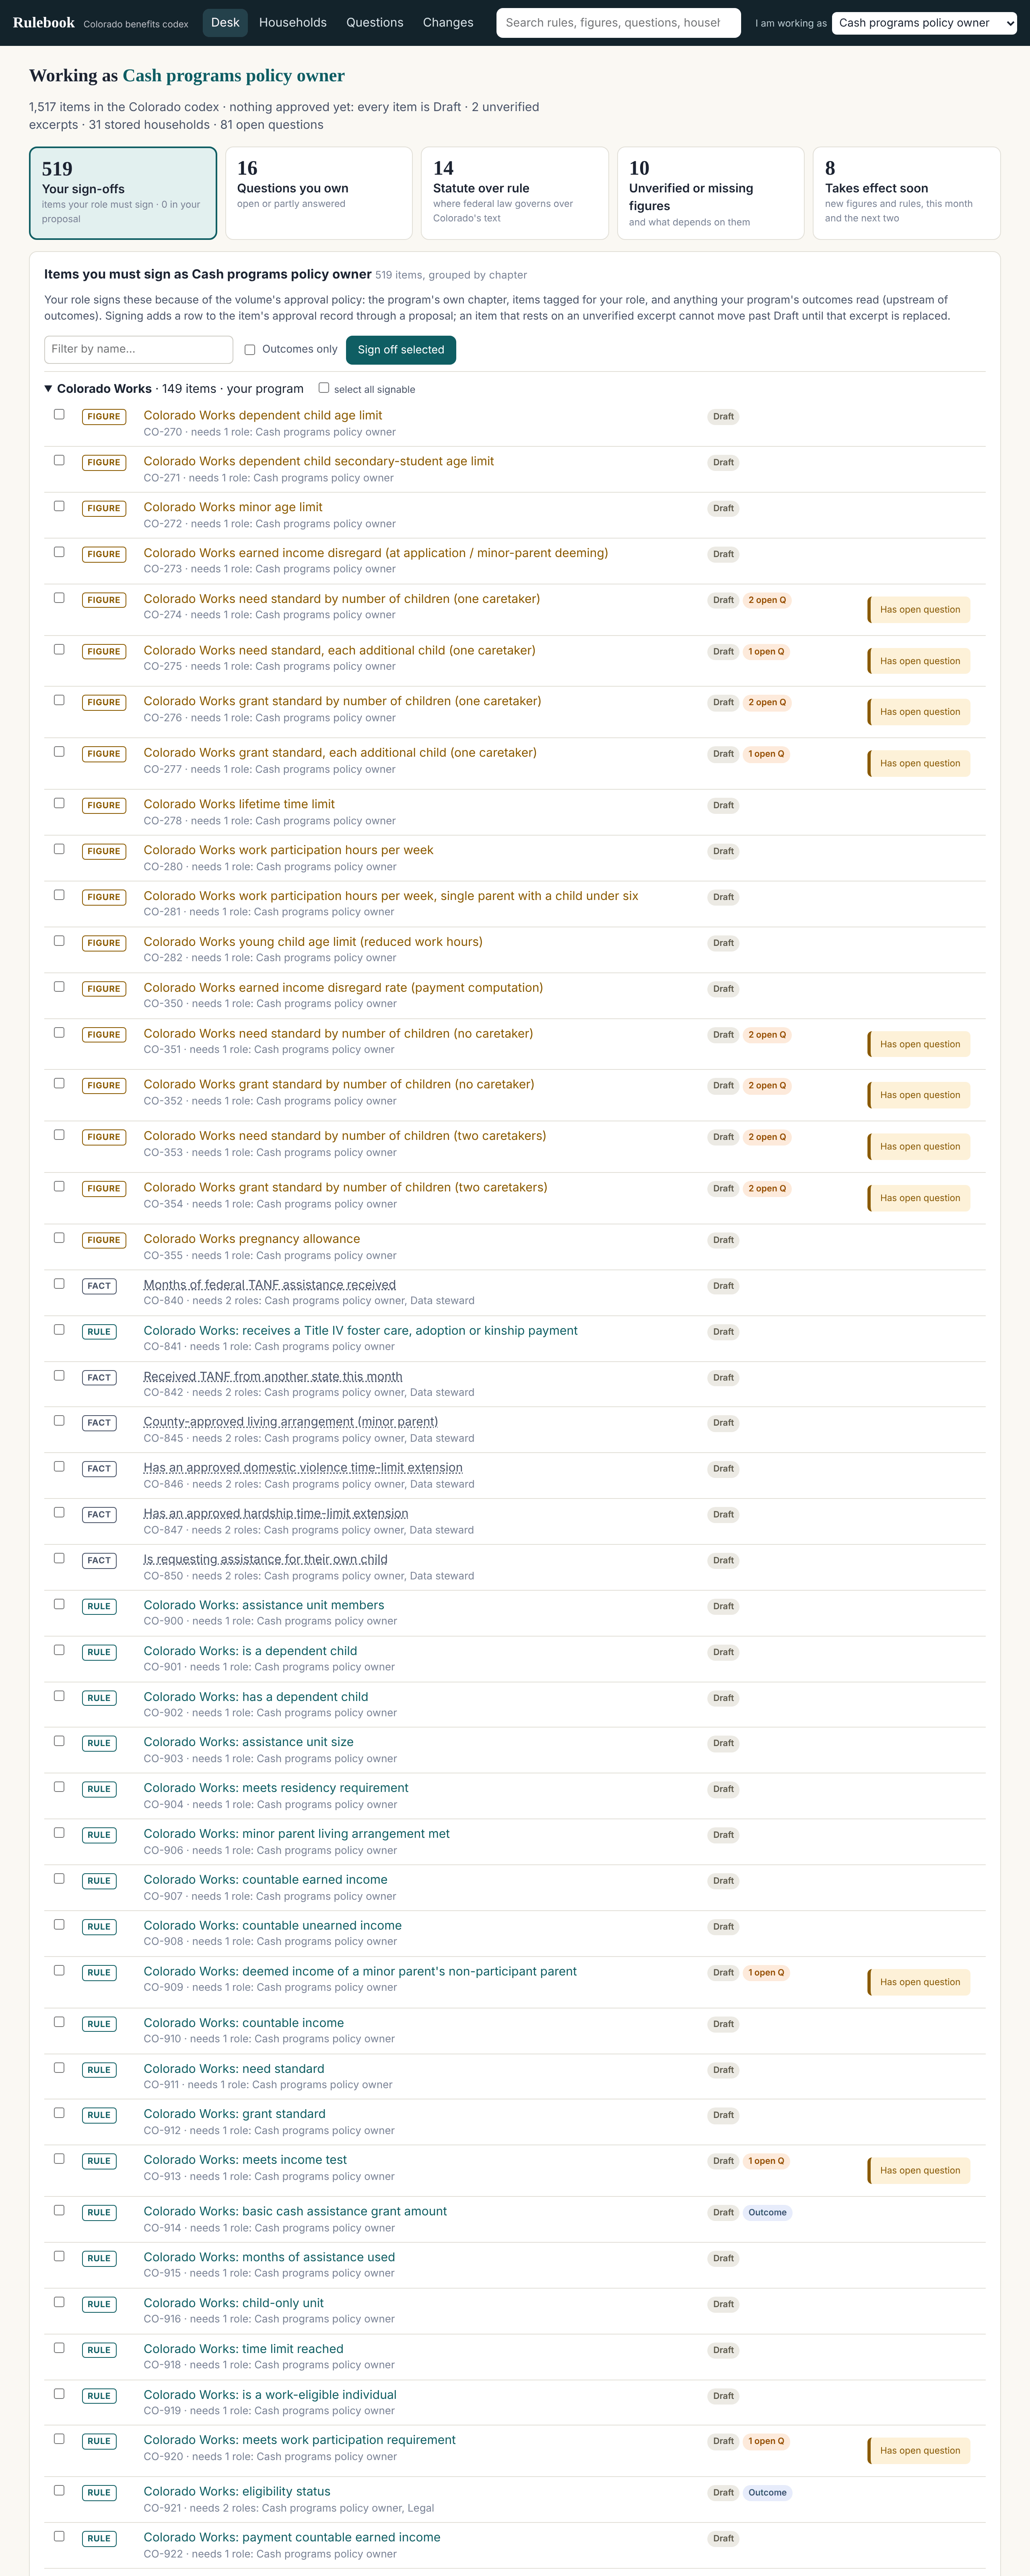 Rulebook Colorado benefits codex Desk Households Questions Changes Search rules, figures, questions, househ I am working as Cash programs policy owner
Working as Cash programs policy owner
1,517 items in the Colorado codex · nothing approved yet: every item is Draft · 2 unverified
excerpts · 31 stored households · 81 open questions
519
Your sign-offs
items your role must sign · 0 in your
proposal
16
Questions you own
open or partly answered
14
Statute over rule
where federal law governs over
Colorado's text
10
Unverified or missing
figures
and what depends on them
8
Takes effect soon
new figures and rules, this month
and the next two
Items you must sign as Cash programs policy owner 519 items, grouped by chapter
Your role signs these because of the volume's approval policy: the program's own chapter, items tagged for your role, and anything your program's outcomes read (upstream of
outcomes). Signing adds a row to the item's approval record through a proposal; an item that rests on an unverified excerpt cannot move past Draft until that excerpt is replaced.
Filter by name... Outcomes only Sign off selected
▼ Colorado Works · 149 items · your program select all signable
FIGURE Colorado Works dependent child age limit Draft
CO-270 · needs 1 role: Cash programs policy owner
FIGURE Colorado Works dependent child secondary-student age limit Draft
CO-271 · needs 1 role: Cash programs policy owner
FIGURE Colorado Works minor age limit Draft
CO-272 · needs 1 role: Cash programs policy owner
FIGURE Colorado Works earned income disregard (at application / minor-parent deeming) Draft
CO-273 · needs 1 role: Cash programs policy owner
FIGURE Colorado Works need standard by number of children (one caretaker) Draft 2 open Q Has open question
CO-274 · needs 1 role: Cash programs policy owner
FIGURE Colorado Works need standard, each additional child (one caretaker) Draft 1 open Q Has open question
CO-275 · needs 1 role: Cash programs policy owner
FIGURE Colorado Works grant standard by number of children (one caretaker) Draft 2 open Q Has open question
CO-276 · needs 1 role: Cash programs policy owner
FIGURE Colorado Works grant standard, each additional child (one caretaker) Draft 1 open Q Has open question
CO-277 · needs 1 role: Cash programs policy owner
FIGURE Colorado Works lifetime time limit Draft
CO-278 · needs 1 role: Cash programs policy owner
FIGURE Colorado Works work participation hours per week Draft
CO-280 · needs 1 role: Cash programs policy owner
FIGURE Colorado Works work participation hours per week, single parent with a child under six Draft
CO-281 · needs 1 role: Cash programs policy owner
FIGURE Colorado Works young child age limit (reduced work hours) Draft
CO-282 · needs 1 role: Cash programs policy owner
FIGURE Colorado Works earned income disregard rate (payment computation) Draft
CO-350 · needs 1 role: Cash programs policy owner
FIGURE Colorado Works need standard by number of children (no caretaker) Draft 2 open Q Has open question
CO-351 · needs 1 role: Cash programs policy owner
FIGURE Colorado Works grant standard by number of children (no caretaker) Draft 2 open Q Has open question
CO-352 · needs 1 role: Cash programs policy owner
FIGURE Colorado Works need standard by number of children (two caretakers) Draft 2 open Q Has open question
CO-353 · needs 1 role: Cash programs policy owner
FIGURE Colorado Works grant standard by number of children (two caretakers) Draft 2 open Q Has open question
CO-354 · needs 1 role: Cash programs policy owner
FIGURE Colorado Works pregnancy allowance Draft
CO-355 · needs 1 role: Cash programs policy owner
FACT Months of federal TANF assistance received Draft
CO-840 · needs 2 roles: Cash programs policy owner, Data steward
RULE Colorado Works: receives a Title IV foster care, adoption or kinship payment Draft
CO-841 · needs 1 role: Cash programs policy owner
FACT Received TANF from another state this month Draft
CO-842 · needs 2 roles: Cash programs policy owner, Data steward
FACT County-approved living arrangement (minor parent) Draft
CO-845 · needs 2 roles: Cash programs policy owner, Data steward
FACT Has an approved domestic violence time-limit extension Draft
CO-846 · needs 2 roles: Cash programs policy owner, Data steward
FACT Has an approved hardship time-limit extension Draft
CO-847 · needs 2 roles: Cash programs policy owner, Data steward
FACT Is requesting assistance for their own child Draft
CO-850 · needs 2 roles: Cash programs policy owner, Data steward
RULE Colorado Works: assistance unit members Draft
CO-900 · needs 1 role: Cash programs policy owner
RULE Colorado Works: is a dependent child Draft
CO-901 · needs 1 role: Cash programs policy owner
RULE Colorado Works: has a dependent child Draft
CO-902 · needs 1 role: Cash programs policy owner
RULE Colorado Works: assistance unit size Draft
CO-903 · needs 1 role: Cash programs policy owner
RULE Colorado Works: meets residency requirement Draft
CO-904 · needs 1 role: Cash programs policy owner
RULE Colorado Works: minor parent living arrangement met Draft
CO-906 · needs 1 role: Cash programs policy owner
RULE Colorado Works: countable earned income Draft
CO-907 · needs 1 role: Cash programs policy owner
RULE Colorado Works: countable unearned income Draft
CO-908 · needs 1 role: Cash programs policy owner
RULE Colorado Works: deemed income of a minor parent's non-participant parent Draft 1 open Q Has open question
CO-909 · needs 1 role: Cash programs policy owner
RULE Colorado Works: countable income Draft
CO-910 · needs 1 role: Cash programs policy owner
RULE Colorado Works: need standard Draft
CO-911 · needs 1 role: Cash programs policy owner
RULE Colorado Works: grant standard Draft
CO-912 · needs 1 role: Cash programs policy owner
RULE Colorado Works: meets income test Draft 1 open Q Has open question
CO-913 · needs 1 role: Cash programs policy owner
RULE Colorado Works: basic cash assistance grant amount Draft Outcome
CO-914 · needs 1 role: Cash programs policy owner
RULE Colorado Works: months of assistance used Draft
CO-915 · needs 1 role: Cash programs policy owner
RULE Colorado Works: child-only unit Draft
CO-916 · needs 1 role: Cash programs policy owner
RULE Colorado Works: time limit reached Draft
CO-918 · needs 1 role: Cash programs policy owner
RULE Colorado Works: is a work-eligible individual Draft
CO-919 · needs 1 role: Cash programs policy owner
RULE Colorado Works: meets work participation requirement Draft 1 open Q Has open question
CO-920 · needs 1 role: Cash programs policy owner
RULE Colorado Works: eligibility status Draft Outcome
CO-921 · needs 2 roles: Cash programs policy owner, Legal
RULE Colorado Works: payment countable earned income Draft
CO-922 · needs 1 role: Cash programs policy owner